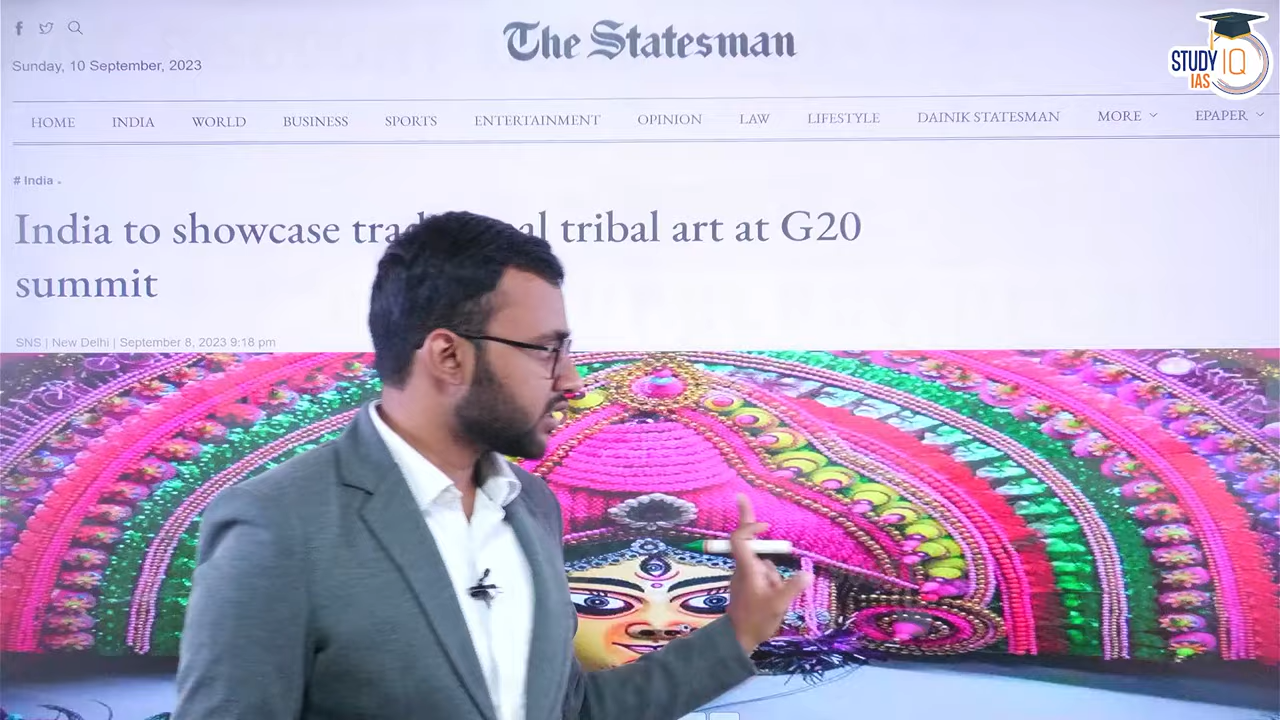 The Statesman
Sunday, 10 September, 2023
STUDY IQ
IAS
HOME INDIA WORLD BUSINESS SPORTS ENTERTAINMENT OPINION LAW LIFESTYLE DAINIK STATESMAN MORE EPAPER
# India
India to showcase tribal art at G20
summit
SNS | New Delhi | September 8, 2023 9:18 pm